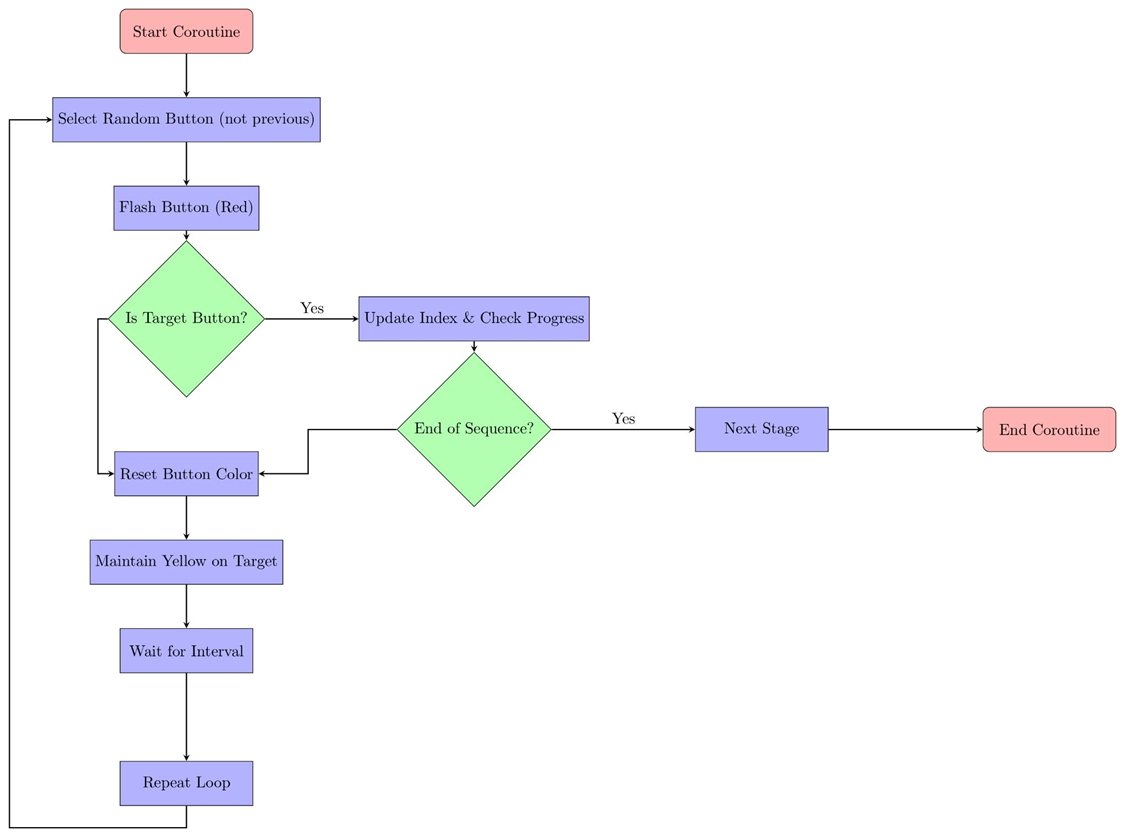 Start Coroutine
Select Random Button (not previous)
Flash Button (Red)
Is Target Button?
Yes
Update Index & Check Progress
End of Sequence?
Yes
Next Stage
End Coroutine
Reset Button Color
Maintain Yellow on Target
Wait for Interval
Repeat Loop